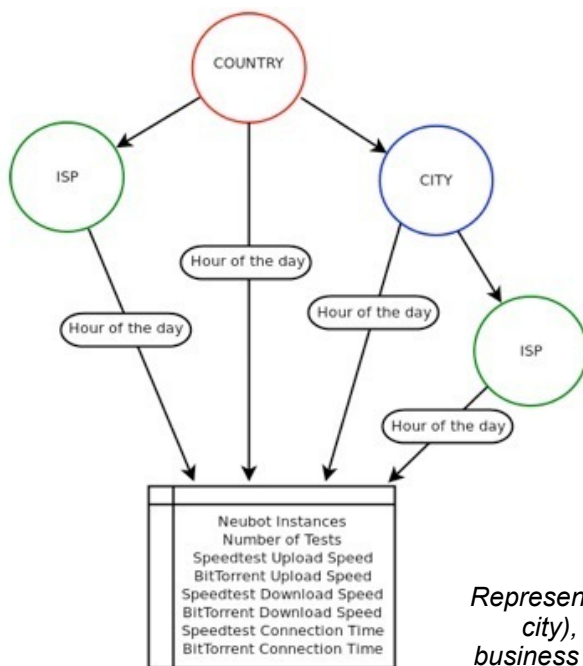 COUNTRY
ISP
CITY
Hour of the day
Hour of the day
Hour of the day
ISP
Hour of the day
Neubot Instances
Number of Tests
Speedtest Upload Speed
BitTorrent Upload Speed
Speedtest Download Speed
BitTorrent Download Speed
Speedtest Connection Time
BitTorrent Connection Time
city),
business